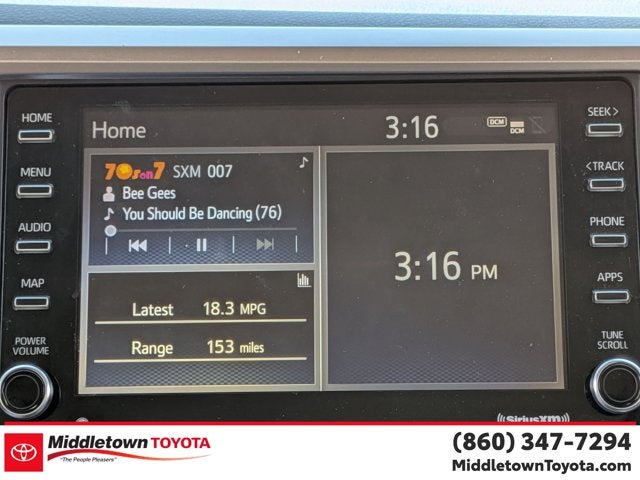 HOME
MENU
AUDIO
MAP
POWER
VOLUME
Home
3:16
DCM
DCM
70s on 7 SXM 007
Bee Gees
You Should Be Dancing (76)
Latest 18.3 MPG
Range 153 miles
3:16 PM
SEEK >
< TRACK
PHONE
APPS
TUNE
SCROLL
((SiriusXM))
Middletown TOYOTA
"The People Pleasers"
(860) 347-7294
MiddletownToyota.com